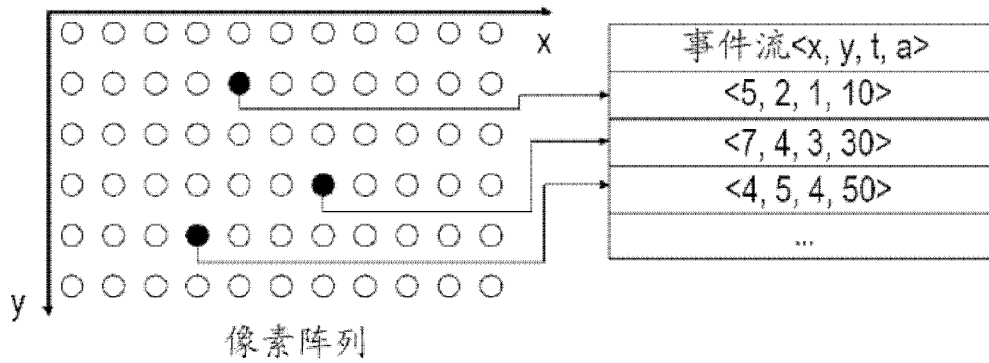 x
事件流<x, y, t, a>
<5, 2, 1, 10>
<7, 4, 3, 30>
<4, 5, 4, 50>
...
y
像素阵列